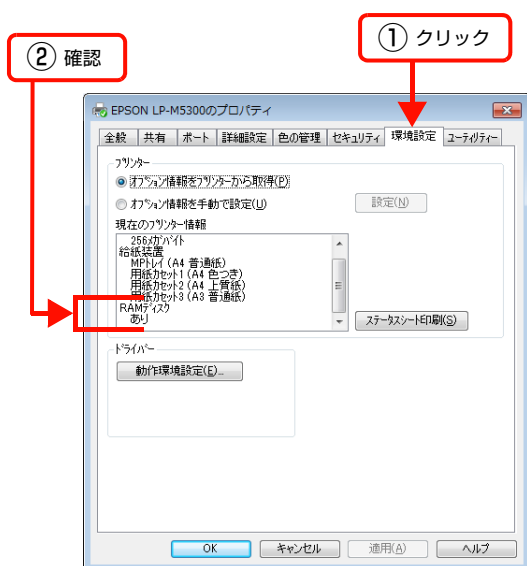 ① クリック
② 確認
EPSON LP-M5300のプロパティ
全般 共有 ポート 詳細設定 色の管理 セキュリティ 環境設定 ユーティリティー
プリンター
オプション情報をプリンターから取得(P)
オプション情報を手動で設定(U)
設定(N)
現在のプリンター情報
256メガバイト
給紙装置
MPトレイ (A4 普通紙)
用紙カセット1 (A4 色つき)
用紙カセット2 (A4 上質紙)
用紙カセット3 (A3 普通紙)
RAMディスク
あり
ステータスシート印刷(S)
ドライバー
動作環境設定(E)...
OK キャンセル 適用(A) ヘルプ